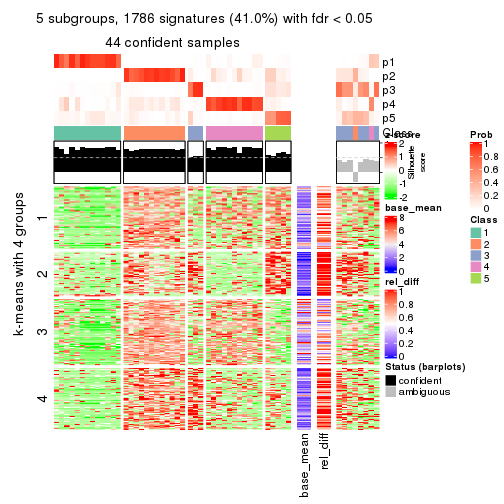 5 subgroups, 1786 signatures (41.0%) with fdr < 0.05
44 confident samples
p1
p2
p3
p4
p5
Class
Silhouette
score
k-means with 4 groups
1
2
3
4
base_mean
rel_diff
z-score
2
1
0
-1
-2
base_mean
8
6
4
2
0
rel_diff
1
0.8
0.6
0.4
0.2
0
Status (barplots)
confident
ambiguous
Prob
1
0.8
0.6
0.4
0.2
0
Class
1
2
3
4
5